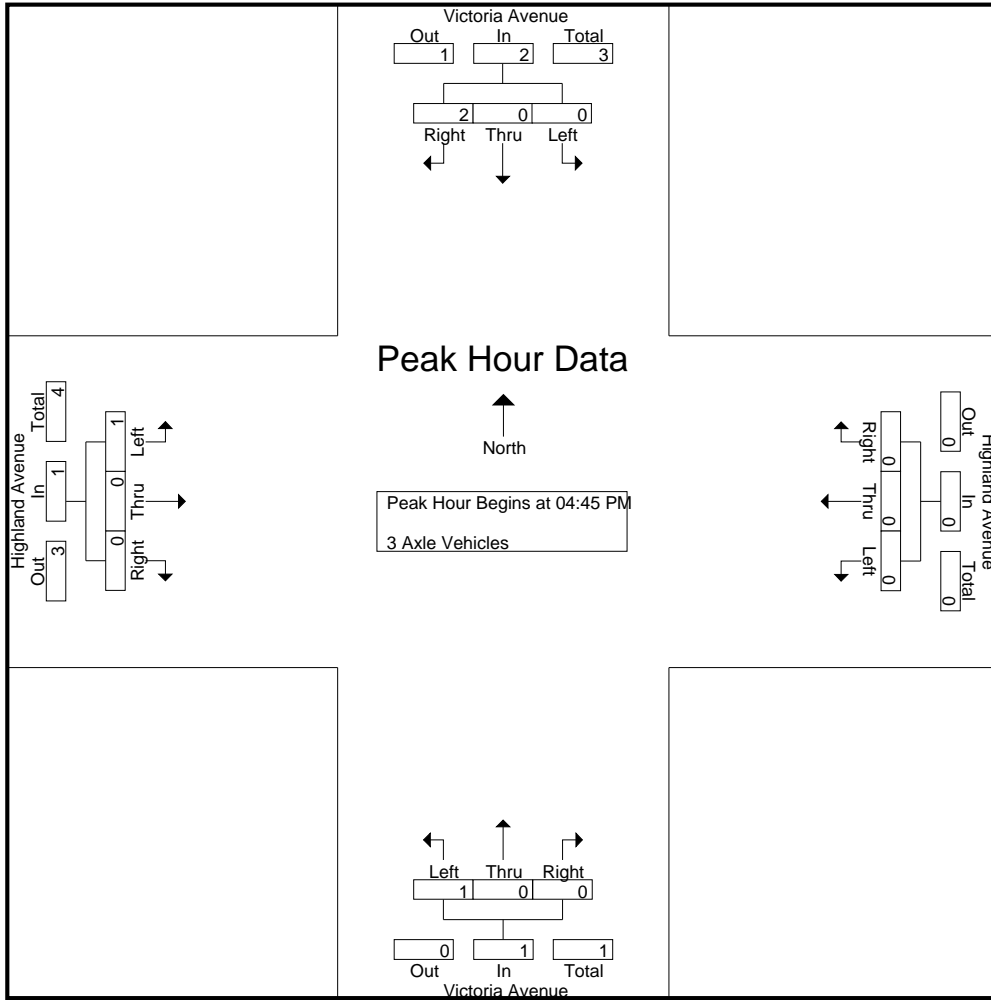 Victoria Avenue
Out In Total
1 2 3
2 0 0
Right Thru Left
Peak Hour Data
North
Peak Hour Begins at 04:45 PM
3 Axle Vehicles
Highland Avenue
Total In Out
4 1 3
1 0 0
Left Thru Right
Highland Avenue
Out In Total
0 0 0
0 0 0
Right Thru Left
Left Thru Right
1 0 0
0 1 1
Out In Total
Victoria Avenue